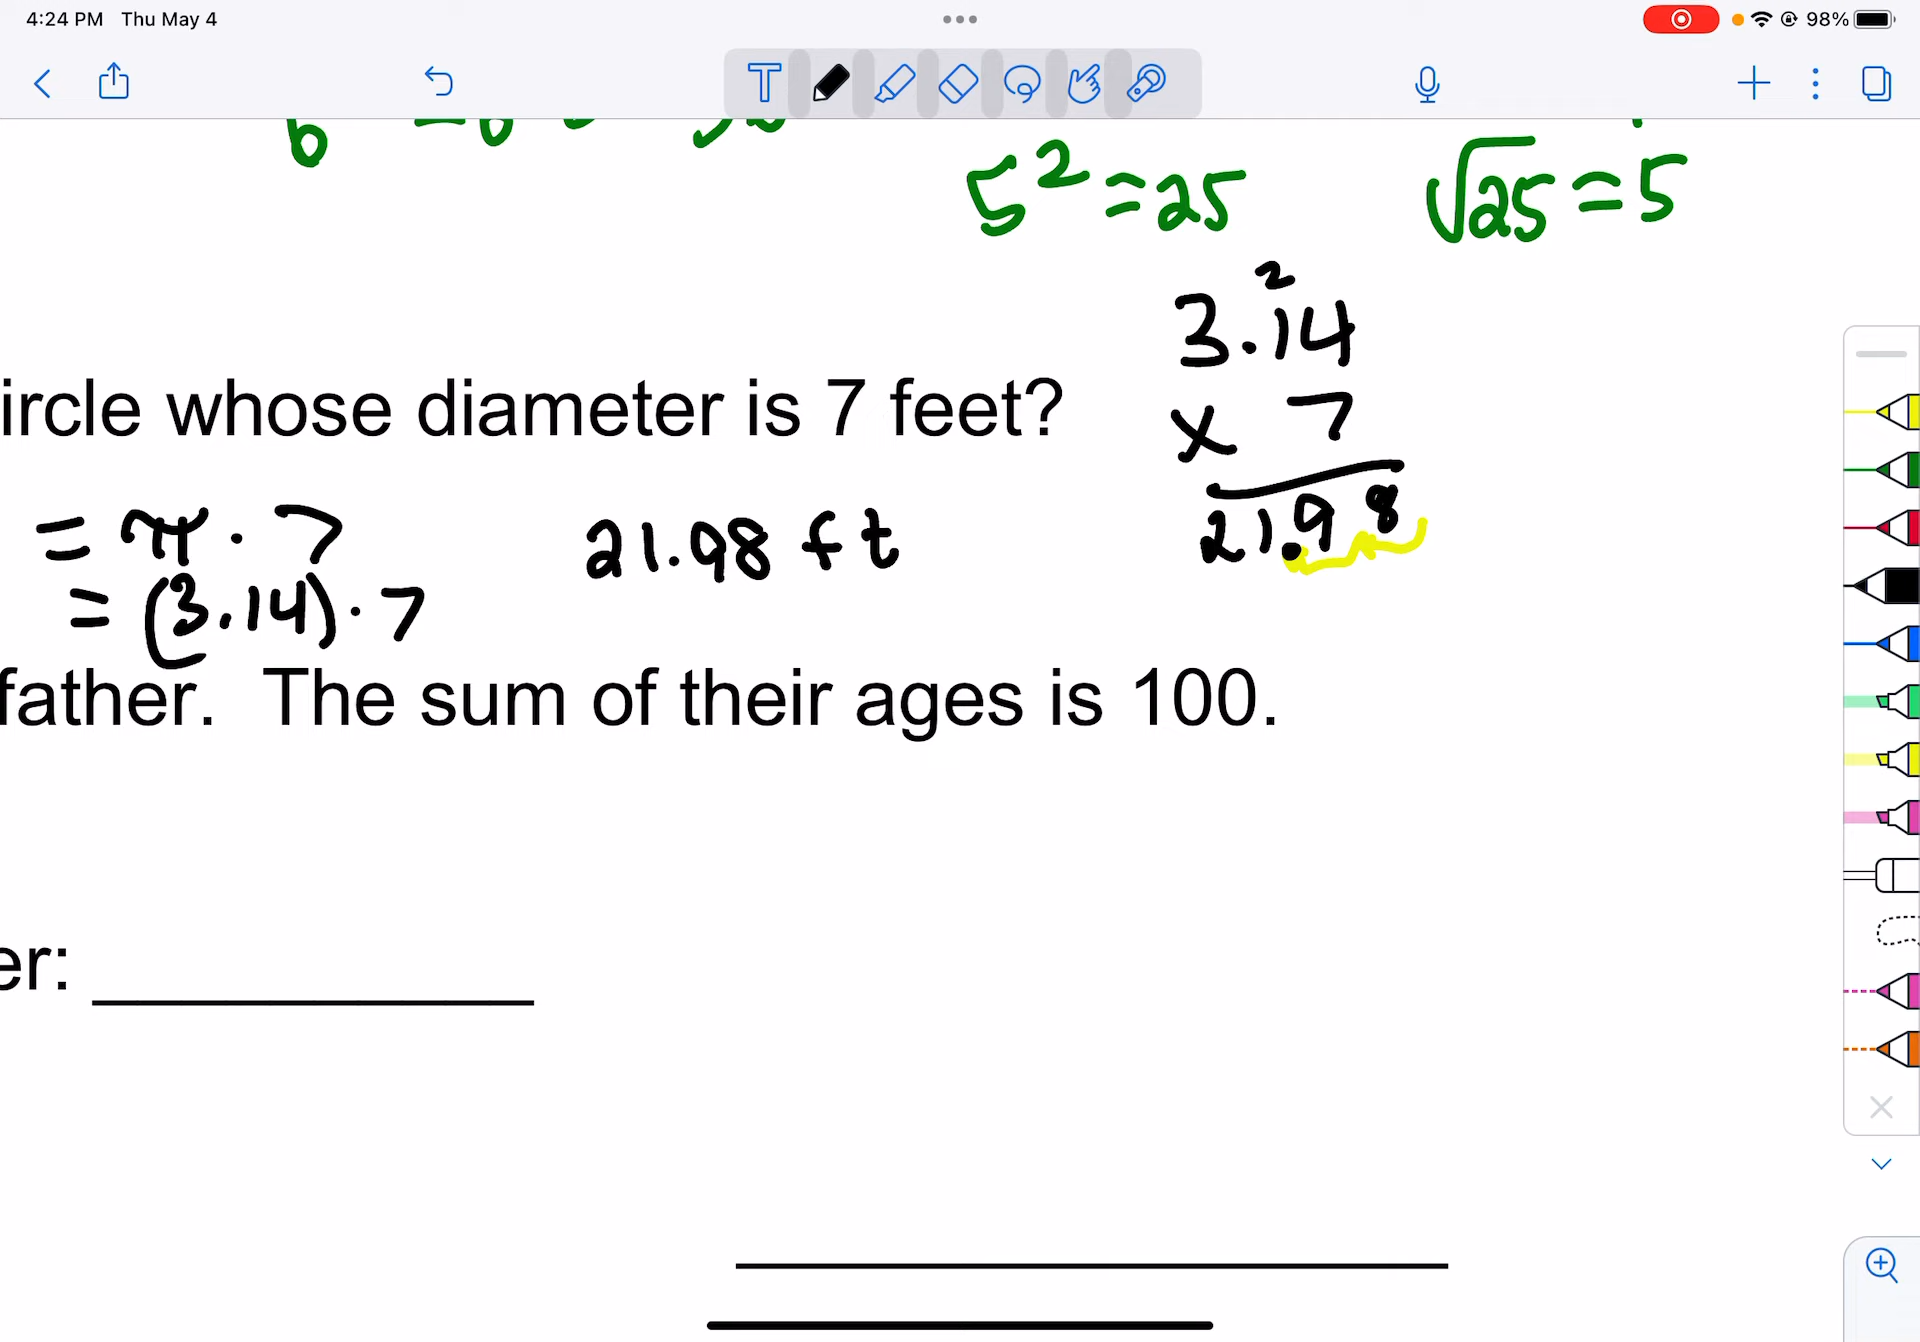 4:24 PM Thu May 4
98%
5² = 25
√25 = 5
2
3.14
x 7
21.98
ircle whose diameter is 7 feet?
= π · 7
21.98 ft
= (3.14) · 7
father. The sum of their ages is 100.
er: